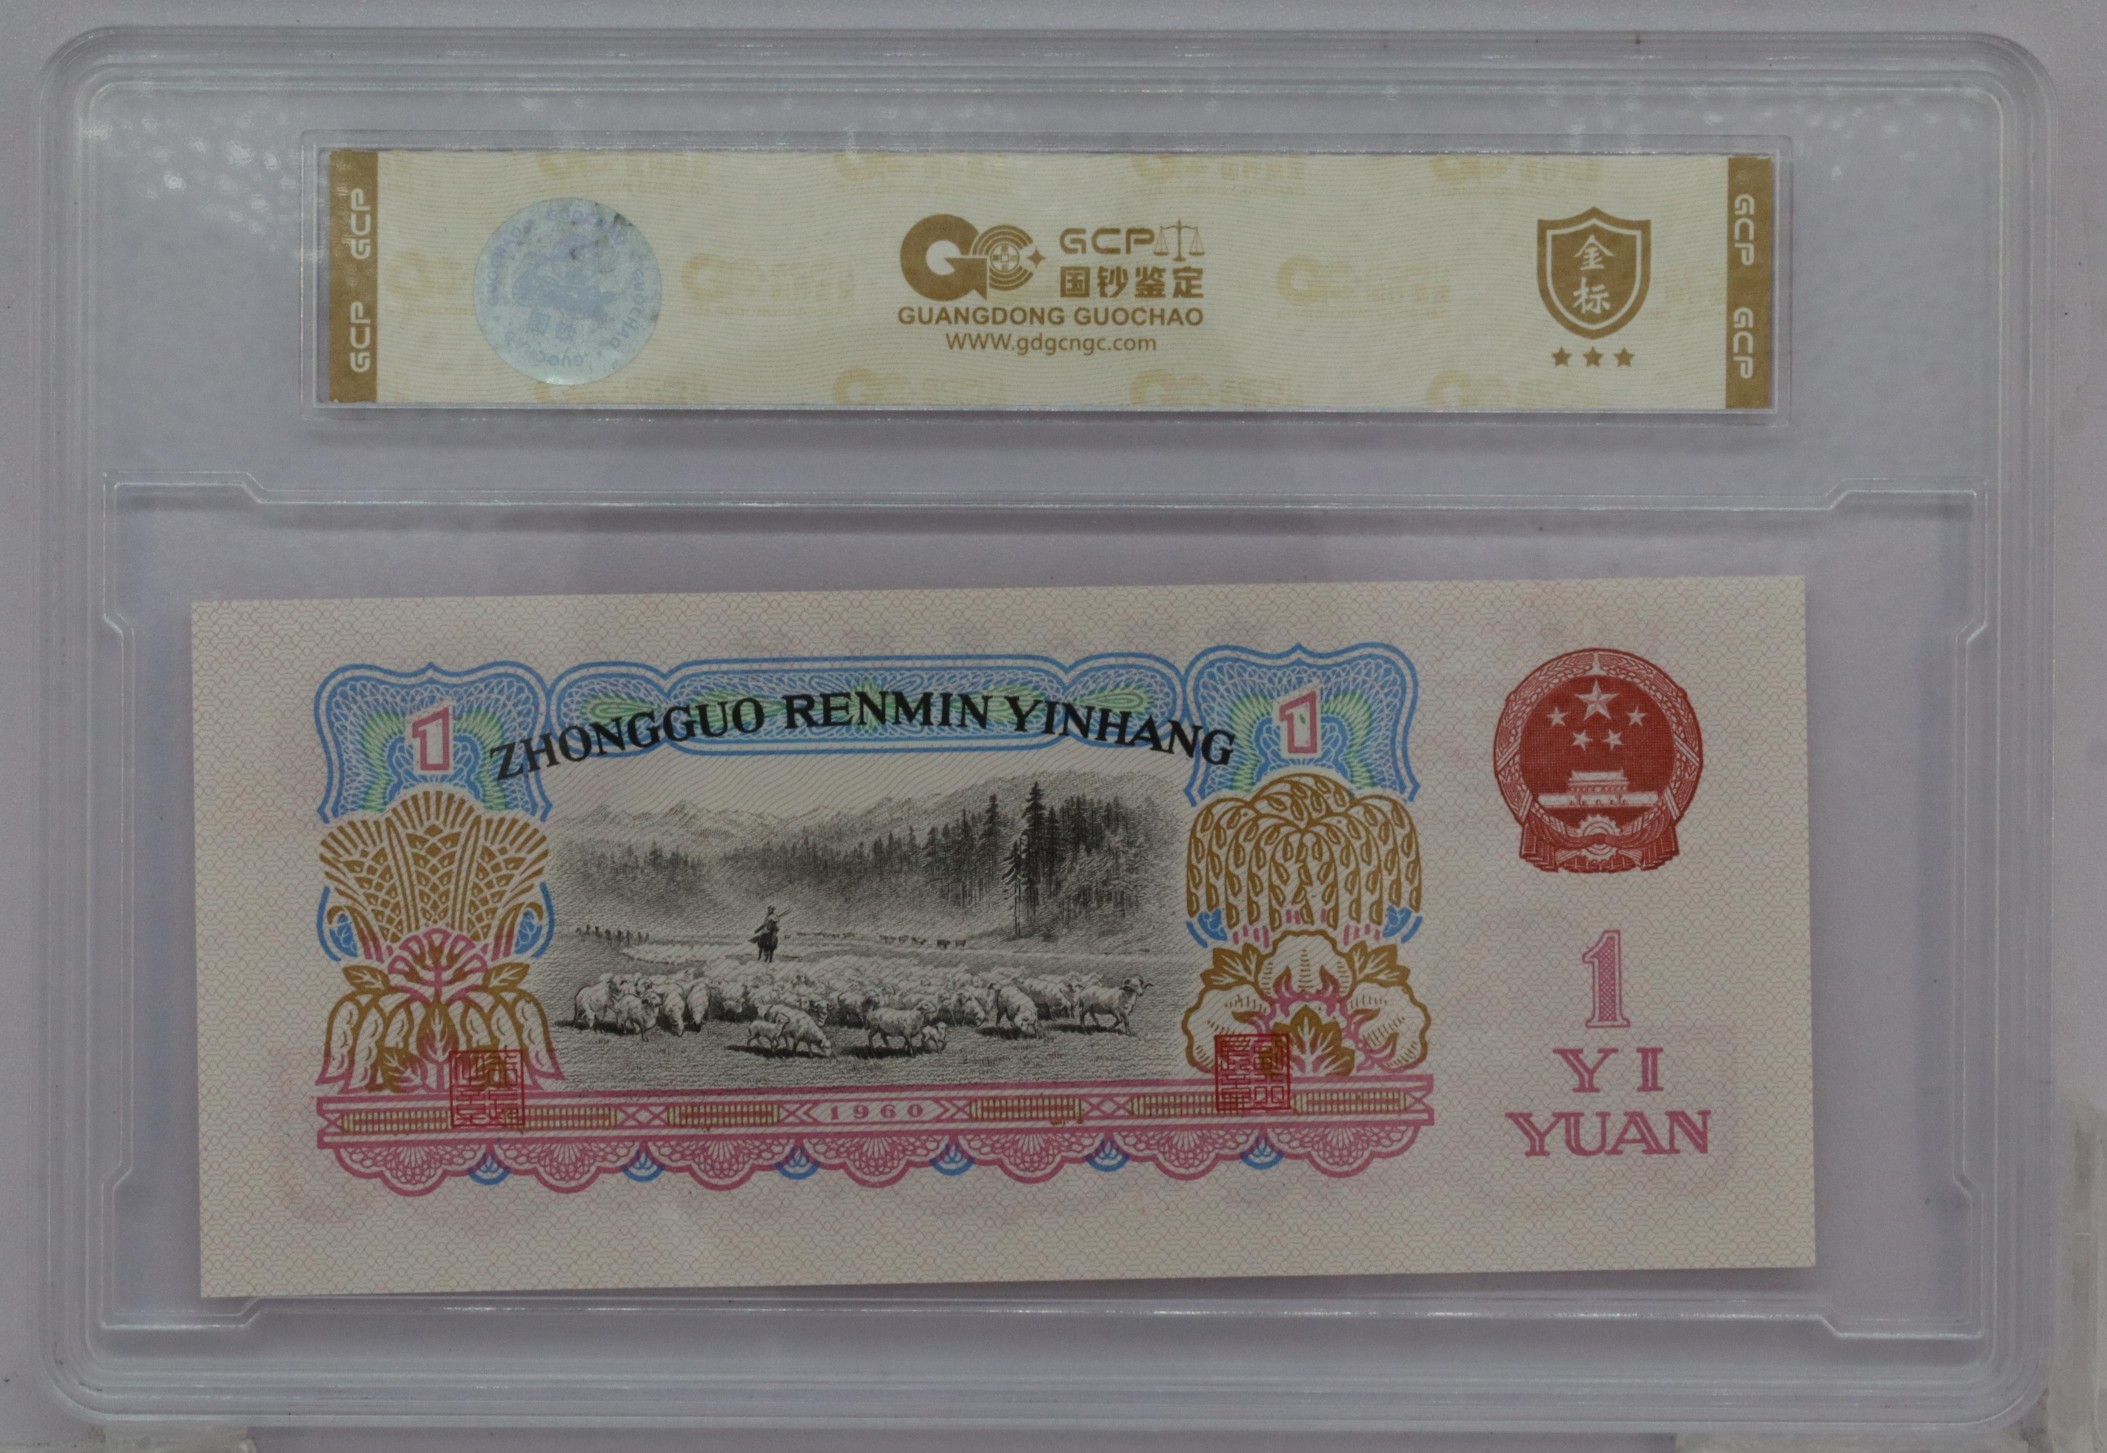 GCP
GCP
GCP
国钞鉴定
GUANGDONG GUOCHAO
www.gdgcngc.com
金
标
GCP
GCP
1
ZHONGGUO RENMIN YINHANG
1
1
YI
YUAN
1960